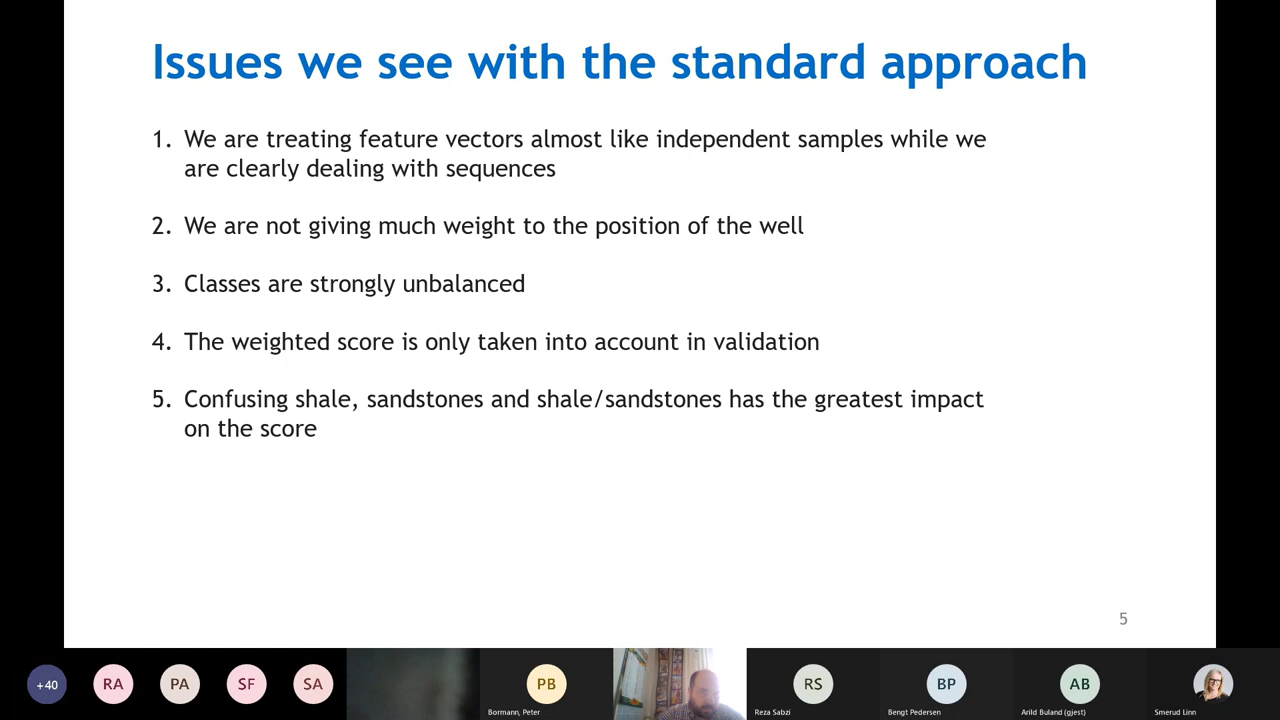 Issues we see with the standard approach
1. We are treating feature vectors almost like independent samples while we
are clearly dealing with sequences
2. We are not giving much weight to the position of the well
3. Classes are strongly unbalanced
4. The weighted score is only taken into account in validation
5. Confusing shale, sandstones and shale/sandstones has the greatest impact
on the score
5
+40
RA
PA
SF
SA
PB
RS
BP
AB
Bormann, Peter
Reza Sabzi
Bengt Pedersen
Arild Buland (gjest)
Smerud Linn